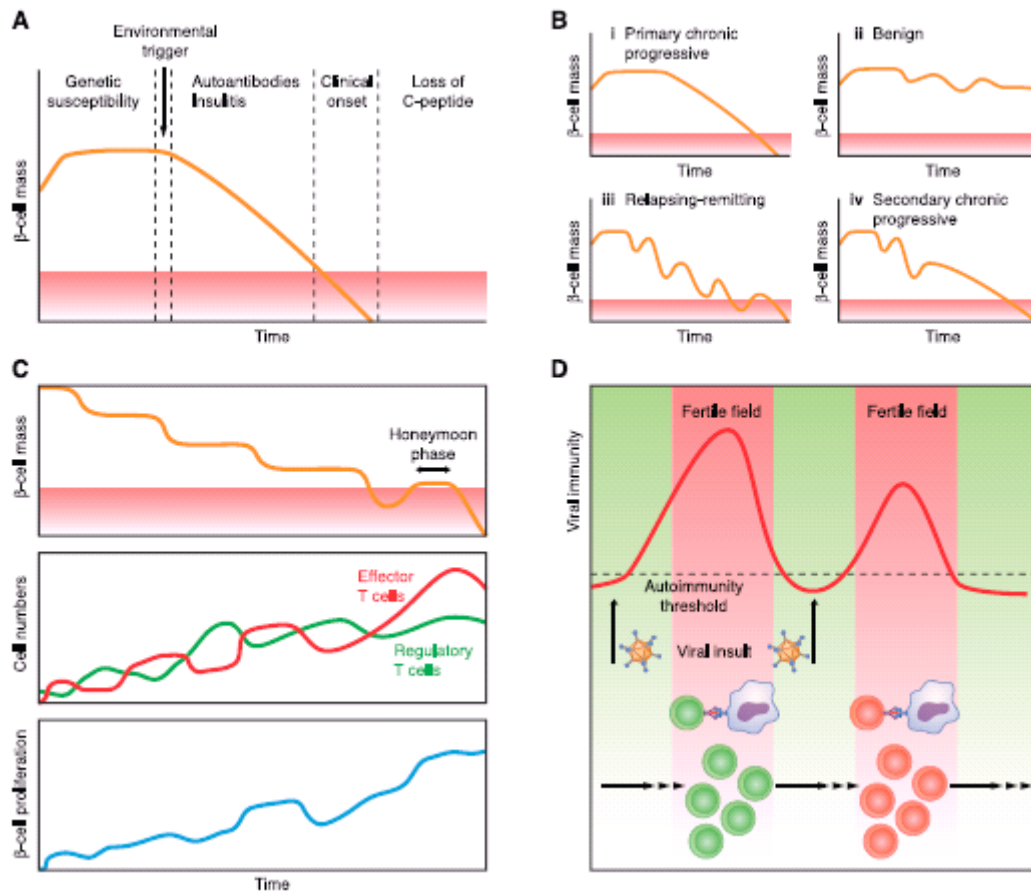 A
Environmental
trigger
Genetic
susceptibility
Autoantibodies
Insulitis
Clinical
onset
Loss of
C-peptide
β-cell mass
Time
B
i Primary chronic
progressive
β-cell mass
Time
ii Benign
β-cell mass
Time
iii Relapsing-remitting
β-cell mass
Time
iv Secondary chronic
progressive
β-cell mass
Time
C
Honeymoon
phase
β-cell mass
Effector
T cells
Regulatory
T cells
Cell numbers
β-cell proliferation
Time
D
Fertile field
Fertile field
Viral immunity
Autoimmunity
threshold
Viral insult